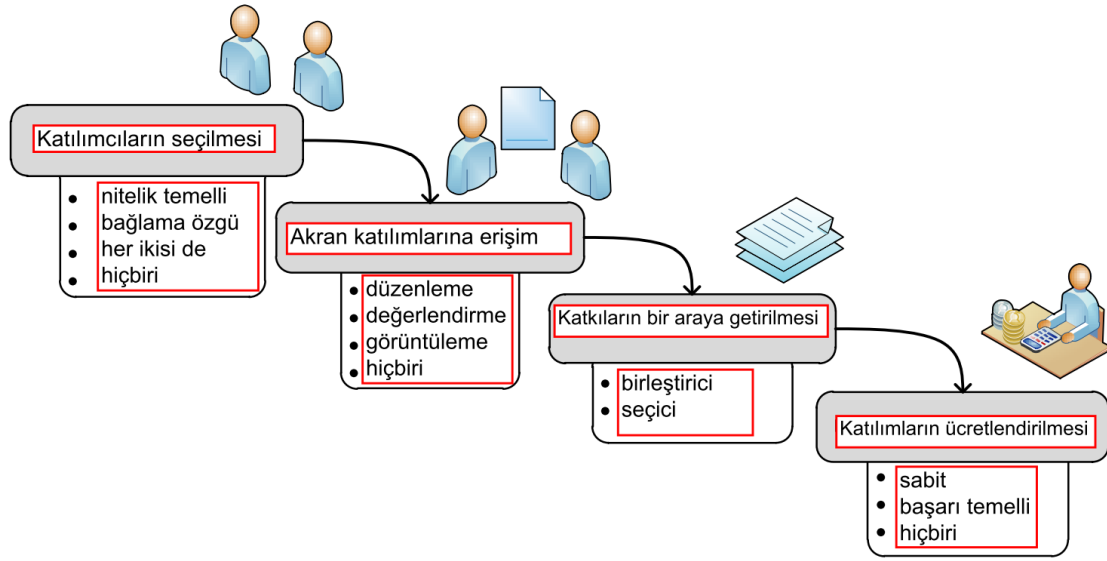 Katılımcıların seçilmesi
nitelik temelli
bağlama özgü
her ikisi de
hiçbiri
Akran katılımlarına erişim
düzenleme
değerlendirme
görüntüleme
hiçbiri
Katkıların bir araya getirilmesi
birleştirici
seçici
Katılımların ücretlendirilmesi
sabit
başarı temelli
hiçbiri